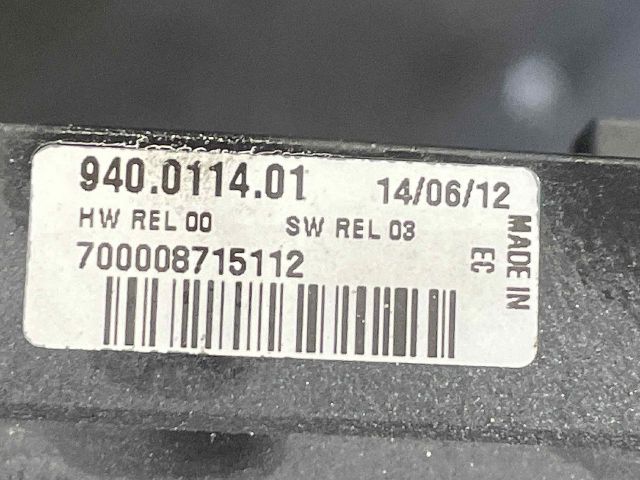 940.0114.01 14/06/12
HW REL 00 SW REL 03
700008715112
MADE IN
EC